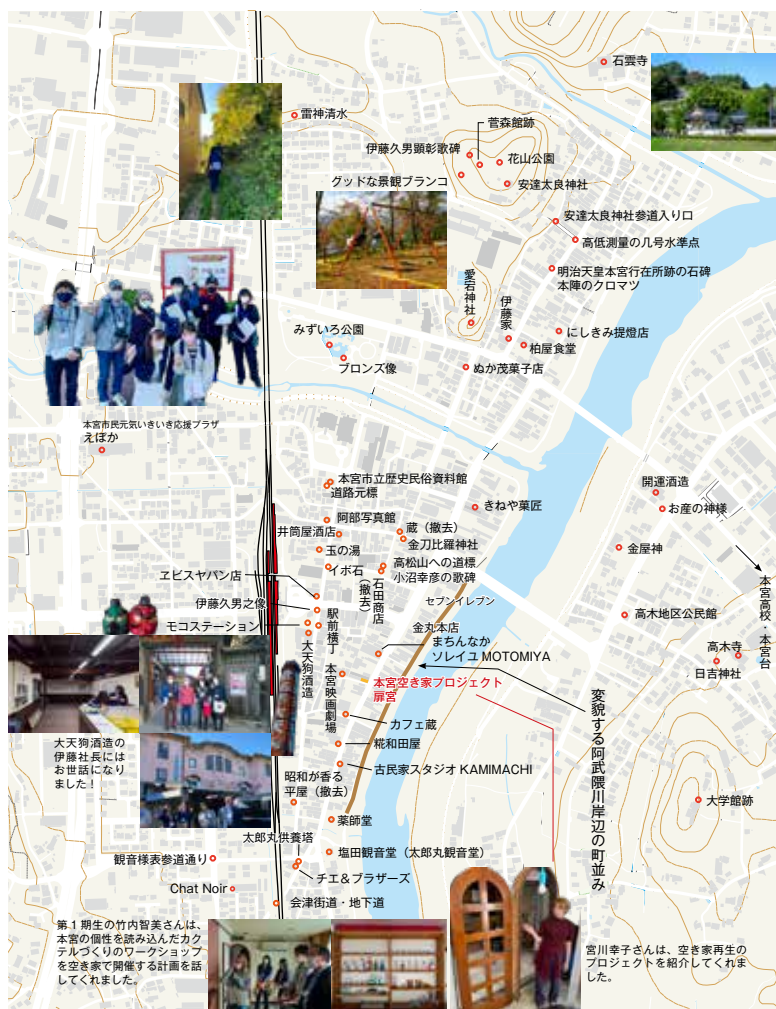 石雲寺
雷神清水
菅森館跡
伊藤久男顕彰歌碑
花山公園
グッドな景観ブランコ
安達太良神社
安達太良神社参道入り口
高低測量の几号水準点
明治天皇本宮行在所跡の石碑
本陣のクロマツ
愛宕神社
伊藤家
にしきみ提燈店
柏屋食堂
みずいろ公園
ブロンズ像
ぬか茂菓子店
本宮市民元気いきいき応援プラザ
えぽか
本宮市立歴史民俗資料館
道路元標
きねや菓匠
開運酒造
お産の神様
阿部写真館
井筒屋酒店
蔵（撤去）
金刀比羅神社
玉の湯
イボ石
（撤去）
石田商店
高松山への道標
小沼幸彦の歌碑
金屋神
ヱビスヤパン店
伊藤久男之像
モコステーション
駅前横丁
大天狗酒造
セブンイレブン
本宮高校・本宮台
高木地区公民館
金丸本店
まちんなか
ソレイユ MOTOMIYA
高木寺
日吉神社
本宮映画劇場
本宮空き家プロジェクト
扉宮
変貌する阿武隈川岸辺の町並み
カフェ蔵
大天狗酒造の
伊藤社長には
お世話になり
ました！
糀和田屋
古民家スタジオ KAMIMACHI
昭和が香る
平屋（撤去）
大学館跡
薬師堂
太郎丸供養塔
塩田観音堂（太郎丸観音堂）
観音様表参道通り
チエ＆ブラザーズ
Chat Noir
会津街道・地下道
第 1 期生の竹内智美さんは、
本宮の個性を読み込んだカク
テルづくりのワークショップ
を空き家で開催する計画を話
してくれました。
宮川幸子さんは、空き家再生の
プロジェクトを紹介してくれま
した。